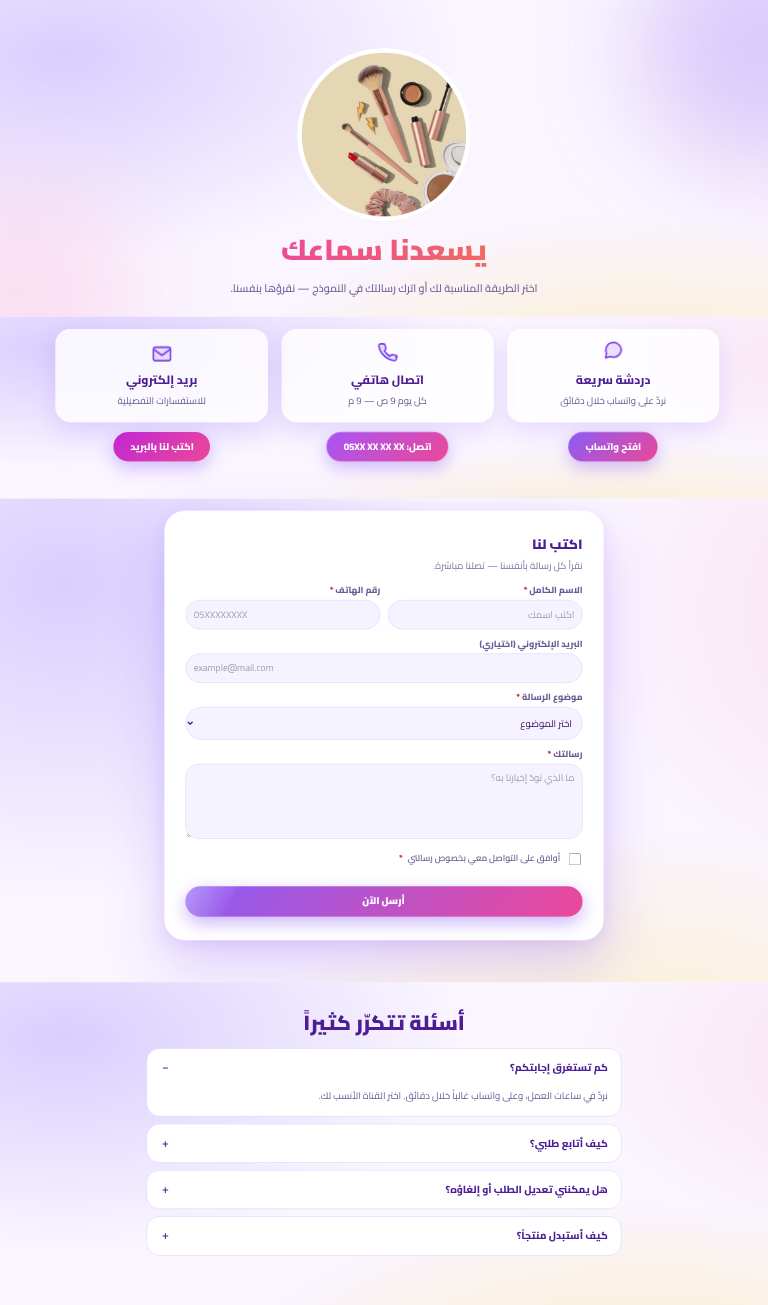 يسعدنا سماعك
اختر الطريقة المناسبة لك أو اترك رسالتك في النموذج — نقرؤها بنفسنا.
دردشة سريعة
نردّ على واتساب خلال دقائق
افتح واتساب
اتصال هاتفي
كل يوم 9 ص — 9 م
اتصل: 05XX XX XX XX
بريد إلكتروني
للاستفسارات التفصيلية
اكتب لنا بالبريد
اكتب لنا
نقرأ كل رسالة بأنفسنا — تصلنا مباشرة.
الاسم الكامل *
اكتب اسمك
رقم الهاتف *
05XXXXXXXX
البريد الإلكتروني (اختياري)
example@mail.com
موضوع الرسالة *
اختر الموضوع
رسالتك *
ما الذي تودّ إخبارنا به؟
أوافق على التواصل معي بخصوص رسالتي *
أرسل الآن
أسئلة تتكرّر كثيراً
كم تستغرق إجابتكم؟ −
نردّ في ساعات العمل، وعلى واتساب غالباً خلال دقائق. اختر القناة الأنسب لك.
كيف أتابع طلبي؟ +
هل يمكنني تعديل الطلب أو إلغاؤه؟ +
كيف أستبدل منتجاً؟ +